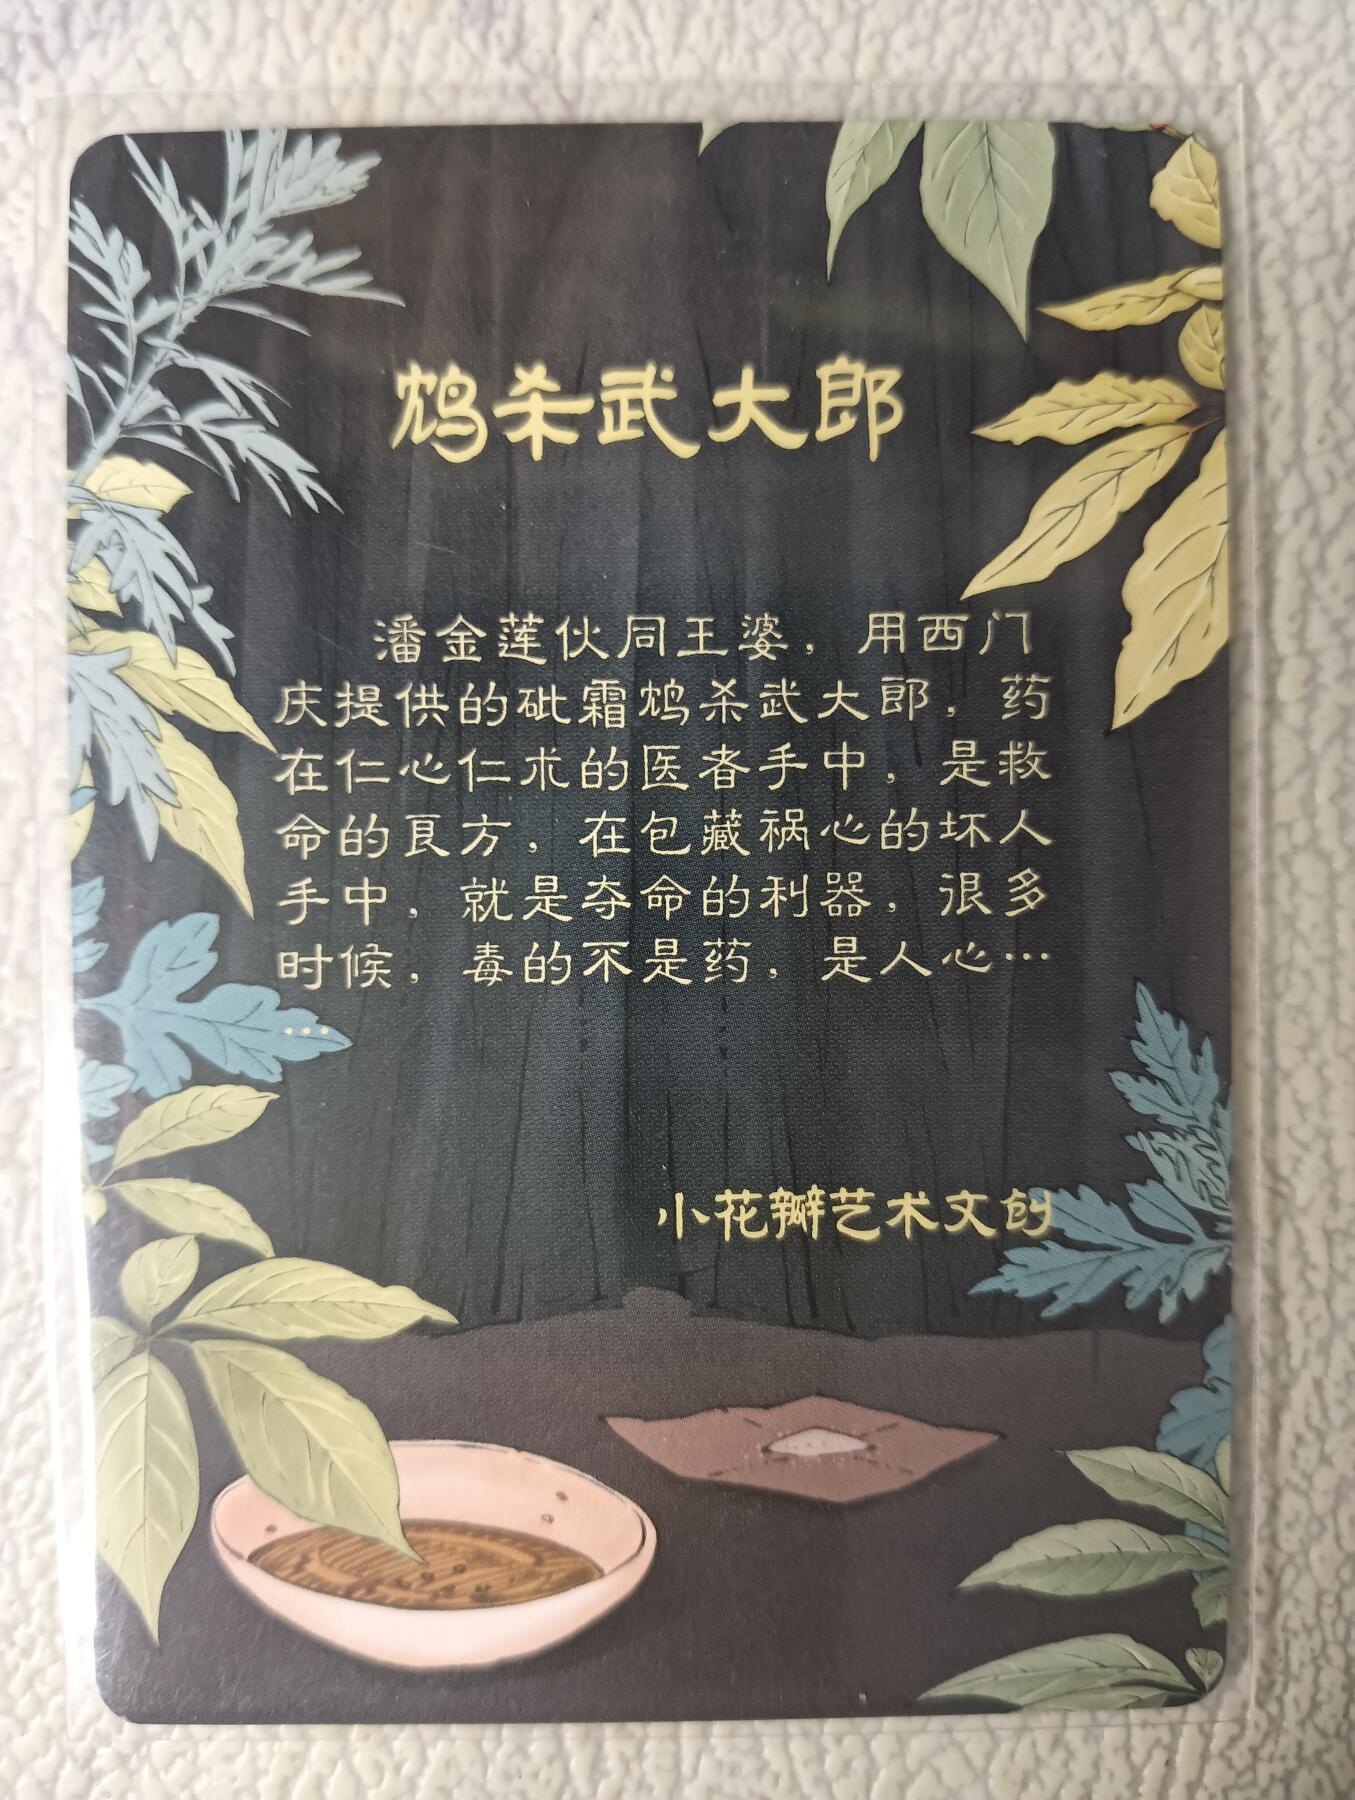 鸩杀武大郎
潘金莲伙同王婆，用西门
庆提供的砒霜鸩杀武大郎，药
在仁心仁术的医者手中，是救
命的良方，在包藏祸心的坏人
手中，就是夺命的利器，很多
时候，毒的不是药，是人心…
…
小花瓣艺术文创